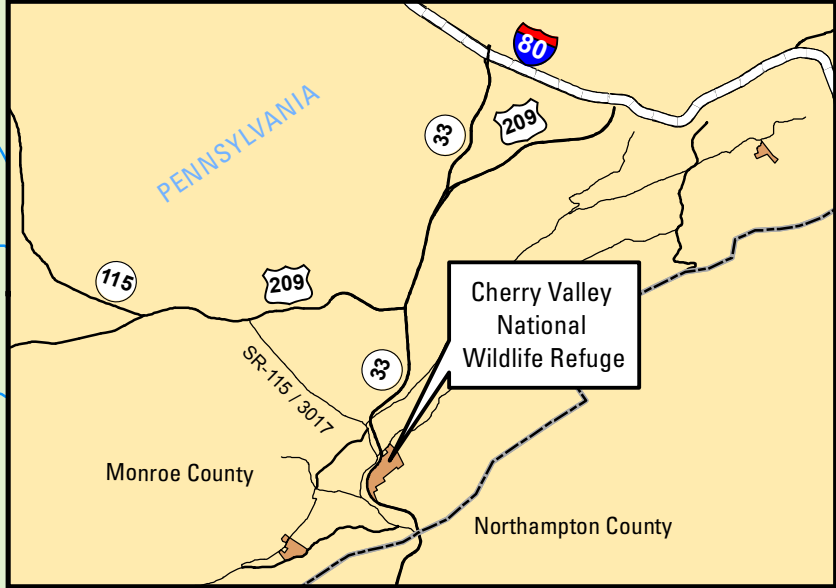 80
PENNSYLVANIA
33
209
115
209
Cherry Valley
National
Wildlife Refuge
33
SR-115 / 3017
Monroe County
Northampton County